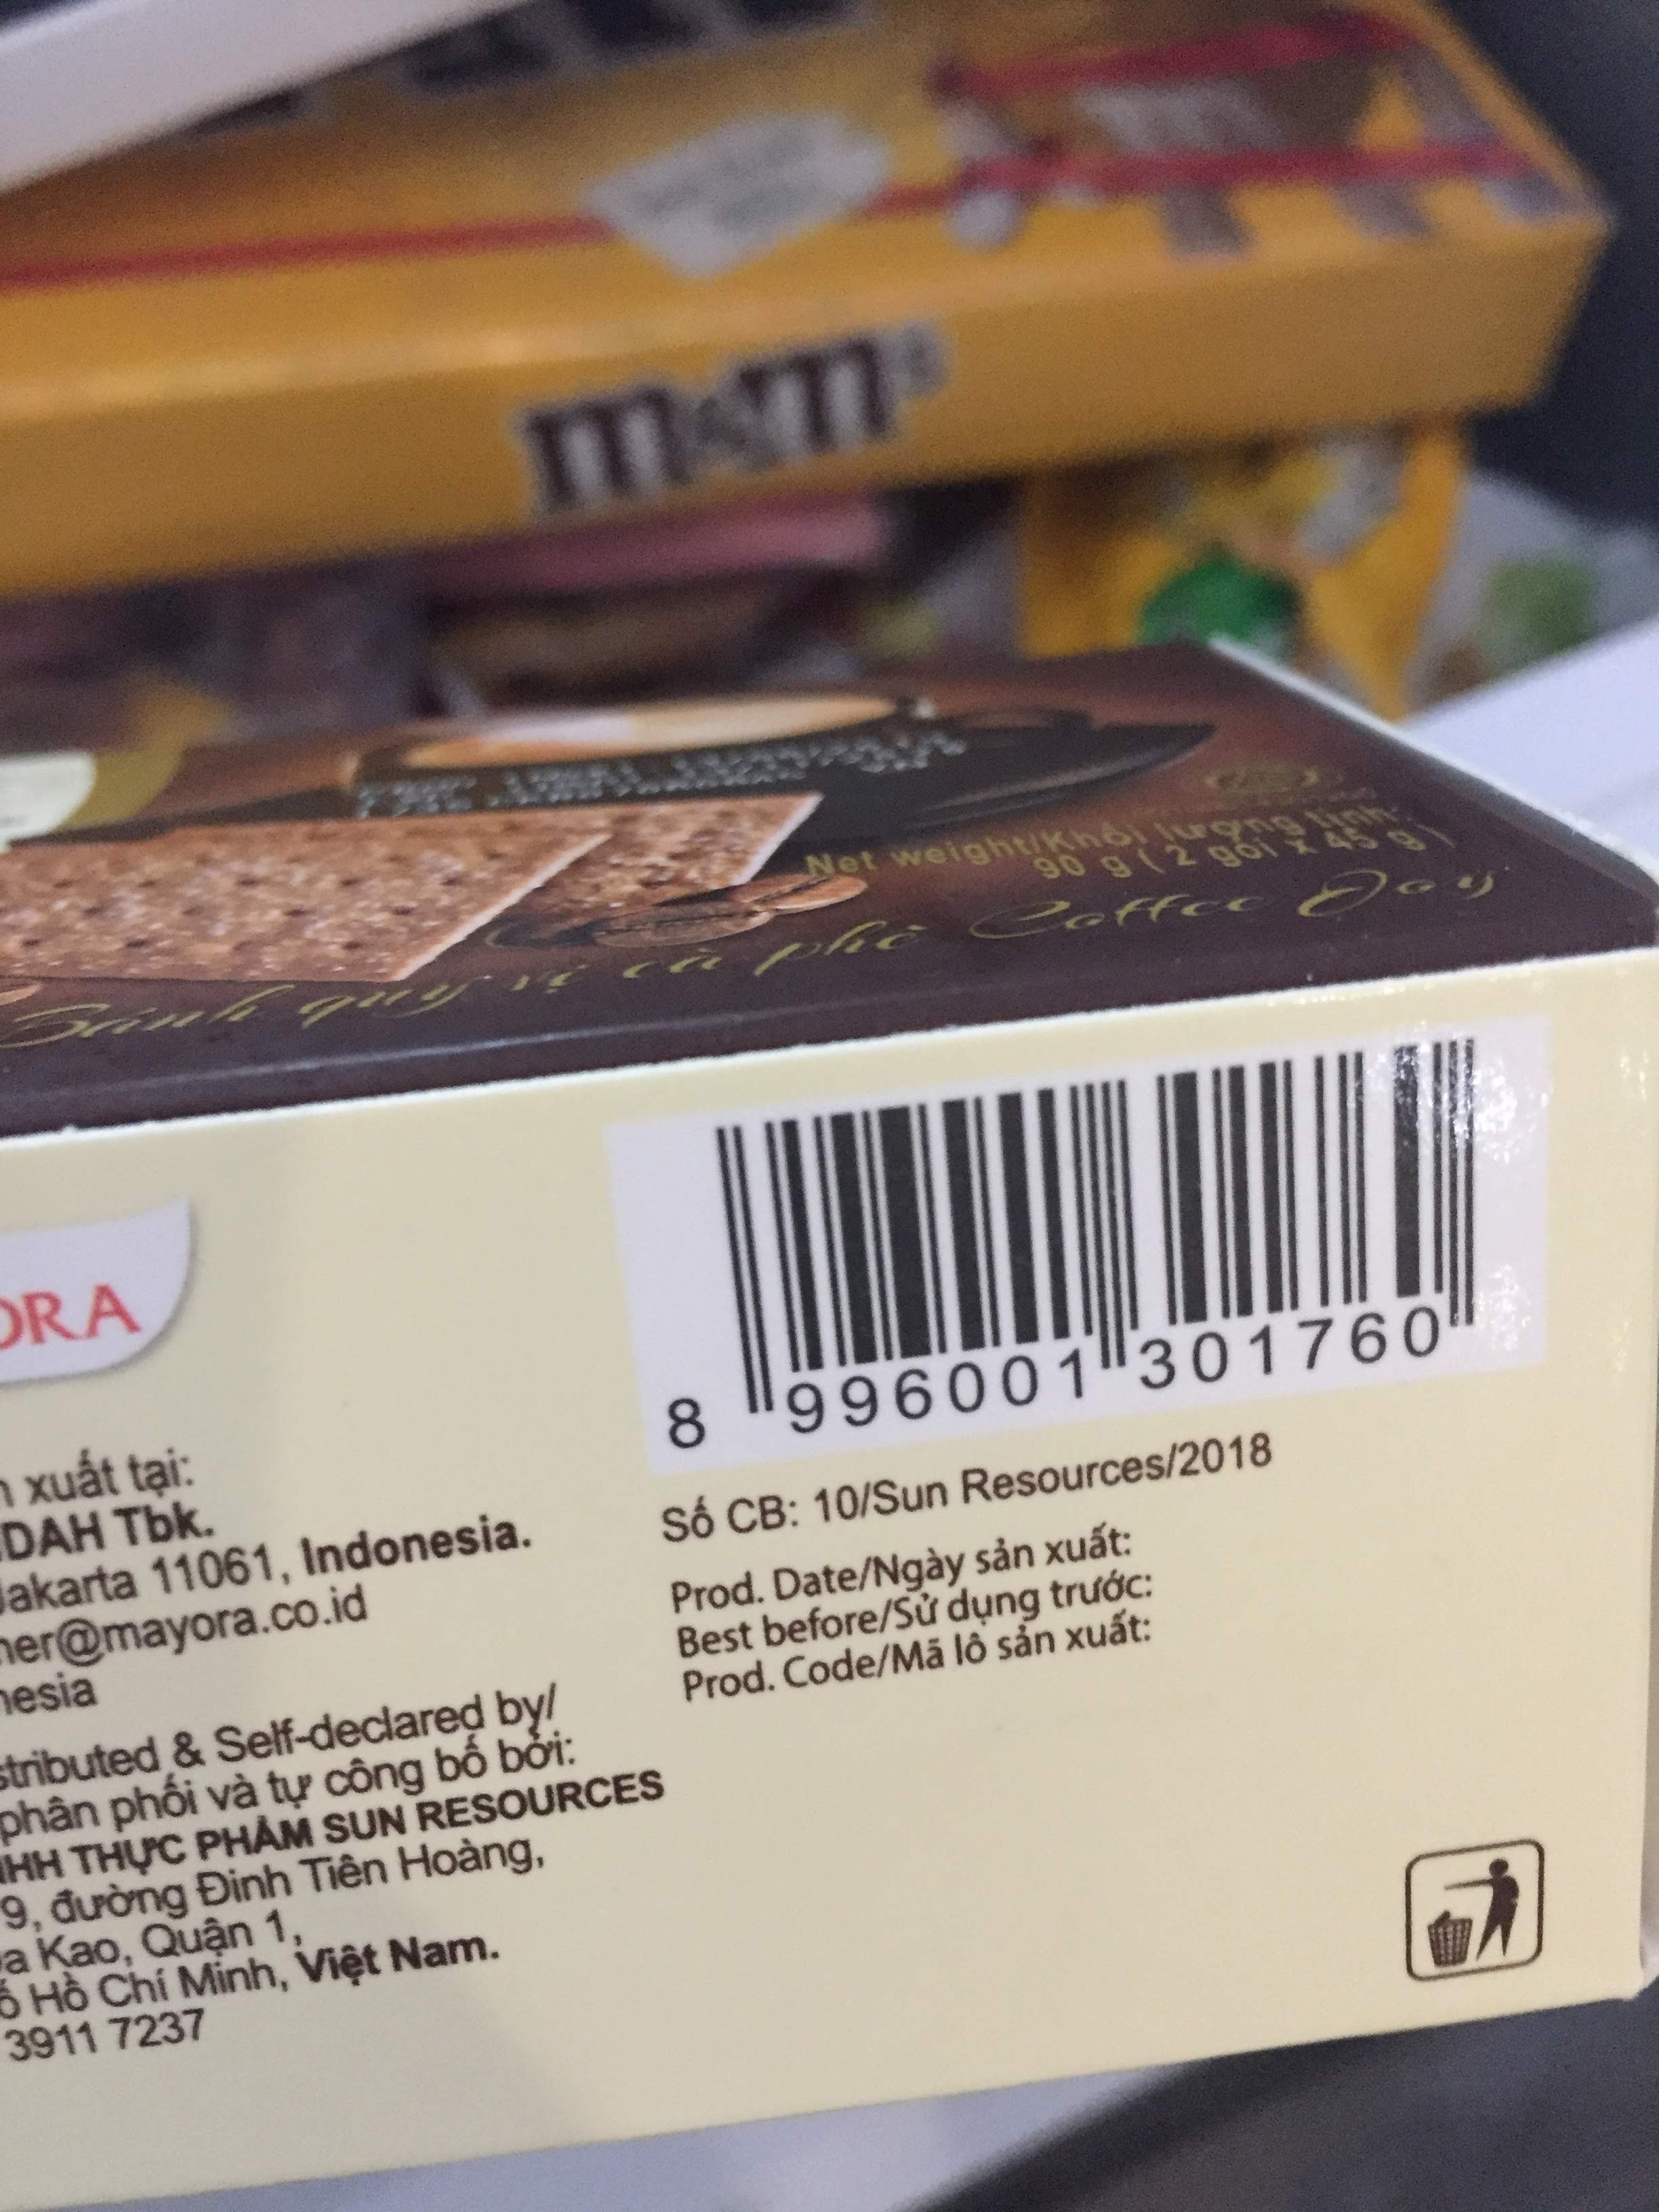 m&m's
Net weight/Khối lượng tịnh:
90 g ( 2 gói x 45 g )
Bánh quy vị cà phê Coffee Joy
ORA
8 996001 301760
xuất tại:
DAH Tbk.
Jakarta 11061, Indonesia.
mer@mayora.co.id
nesia
stributed & Self-declared by/
phân phối và tự công bố bởi:
NHH THỰC PHẨM SUN RESOURCES
9, đường Đinh Tiên Hoàng,
a Kao, Quận 1,
ố Hồ Chí Minh, Việt Nam.
3911 7237
Số CB: 10/Sun Resources/2018
Prod. Date/Ngày sản xuất:
Best before/Sử dụng trước:
Prod. Code/Mã lô sản xuất: